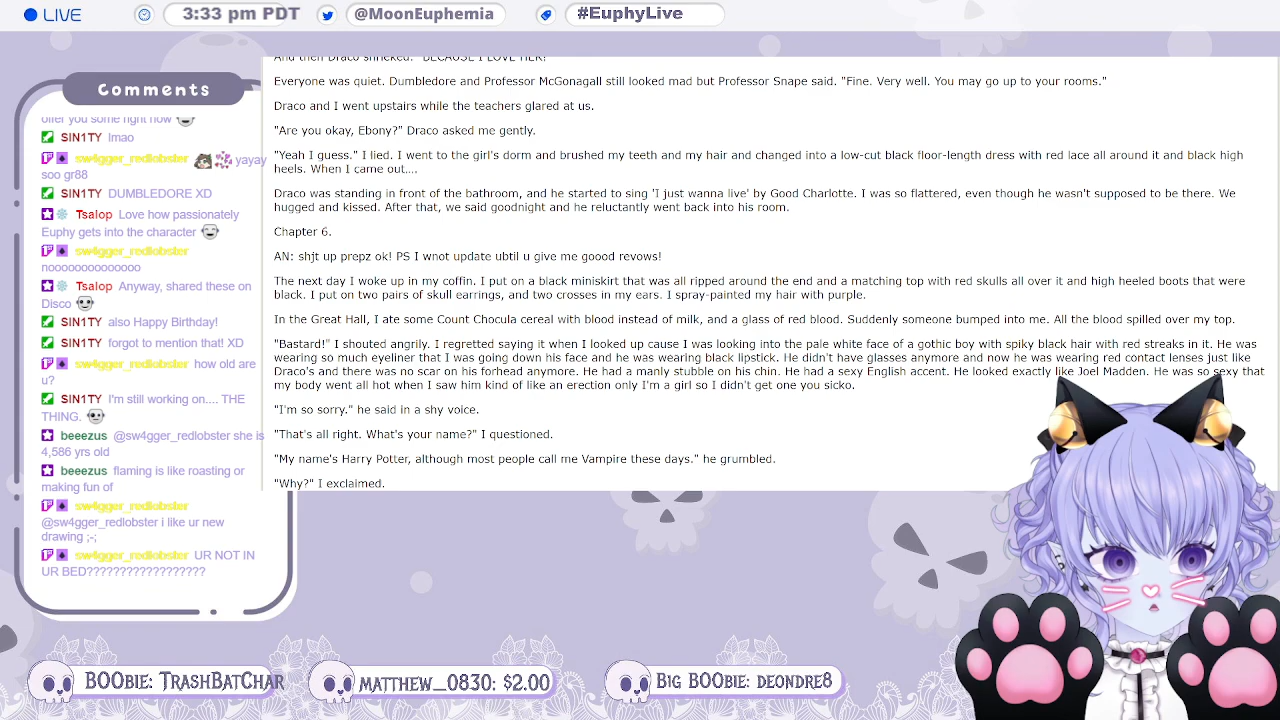 LIVE
3:33 pm PDT
@MoonEuphemia
#EuphyLive
Comments
offer you some right now
SIN1TY lmao
sw4gger_redlobster yayay
soo gr88
SIN1TY DUMBLEDORE XD
Tsalop Love how passionately
Euphy gets into the character
sw4gger_redlobster
noooooooooooooo
Tsalop Anyway, shared these on
Disco
SIN1TY also Happy Birthday!
SIN1TY forgot to mention that! XD
sw4gger_redlobster how old are
u?
SIN1TY I'm still working on.... THE
THING.
beeezus @sw4gger_redlobster she is
4,586 yrs old
beeezus flaming is like roasting or
making fun of
sw4gger_redlobster
@sw4gger_redlobster i like ur new
drawing ;-;
sw4gger_redlobster UR NOT IN
UR BED??????????????????
And then Draco shrieked. "BECAUSE I LOVE HER!"
Everyone was quiet. Dumbledore and Professor McGonagall still looked mad but Professor Snape said. "Fine. Very well. You may go up to your rooms."
Draco and I went upstairs while the teachers glared at us.
"Are you okay, Ebony?" Draco asked me gently.
"Yeah I guess." I lied. I went to the girl's dorm and brushed my teeth and my hair and changed into a low-cut black floor-length dress with red lace all around it and black high
heels. When I came out....
Draco was standing in front of the bathroom, and he started to sing 'I just wanna live' by Good Charlotte. I was so flattered, even though he wasn't supposed to be there. We
hugged and kissed. After that, we said goodnight and he reluctantly went back into his room.
Chapter 6.
AN: shjt up prepz ok! PS I wnot update ubtil u give me goood revows!
The next day I woke up in my coffin. I put on a black miniskirt that was all ripped around the end and a matching top with red skulls all over it and high heeled boots that were
black. I put on two pairs of skull earrings, and two crosses in my ears. I spray-painted my hair with purple.
In the Great Hall, I ate some Count Chocula cereal with blood instead of milk, and a glass of red blood. Suddenly someone bumped into me. All the blood spilled over my top.
"Bastard!" I shouted angrily. I regretted saying it when I looked up cause I was looking into the pale white face of a gothic boy with spiky black hair with red streaks in it. He was
wearing so much eyeliner that I was going down his face and he was wearing black lipstick. He didn't have glasses anymore and now he was wearing red contact lenses just like
Draco's and there was no scar on his forhead anymore. He had a manly stubble on his chin. He had a sexy English accent. He looked exactly like Joel Madden. He was so sexy that
my body went all hot when I saw him kind of like an erection only I'm a girl so I didn't get one you sicko.
"I'm so sorry." he said in a shy voice.
"That's all right. What's your name?" I questioned.
"My name's Harry Potter, although most people call me Vampire these days." he grumbled.
"Why?" I exclaimed.
BOObie: TrashBatChar
matthew_0830: $2.00
Big BOObie: deondre8